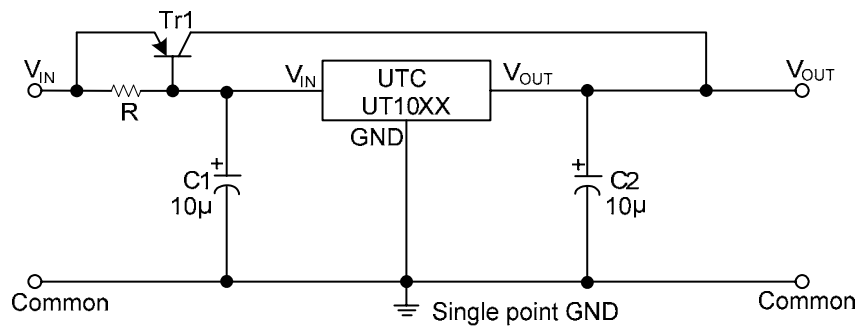 Tr1
VIN
VIN
UTC
VOUT
VOUT
R
UT10XX
GND
+
C1
10μ
+
C2
10μ
Common
Single point GND
Common